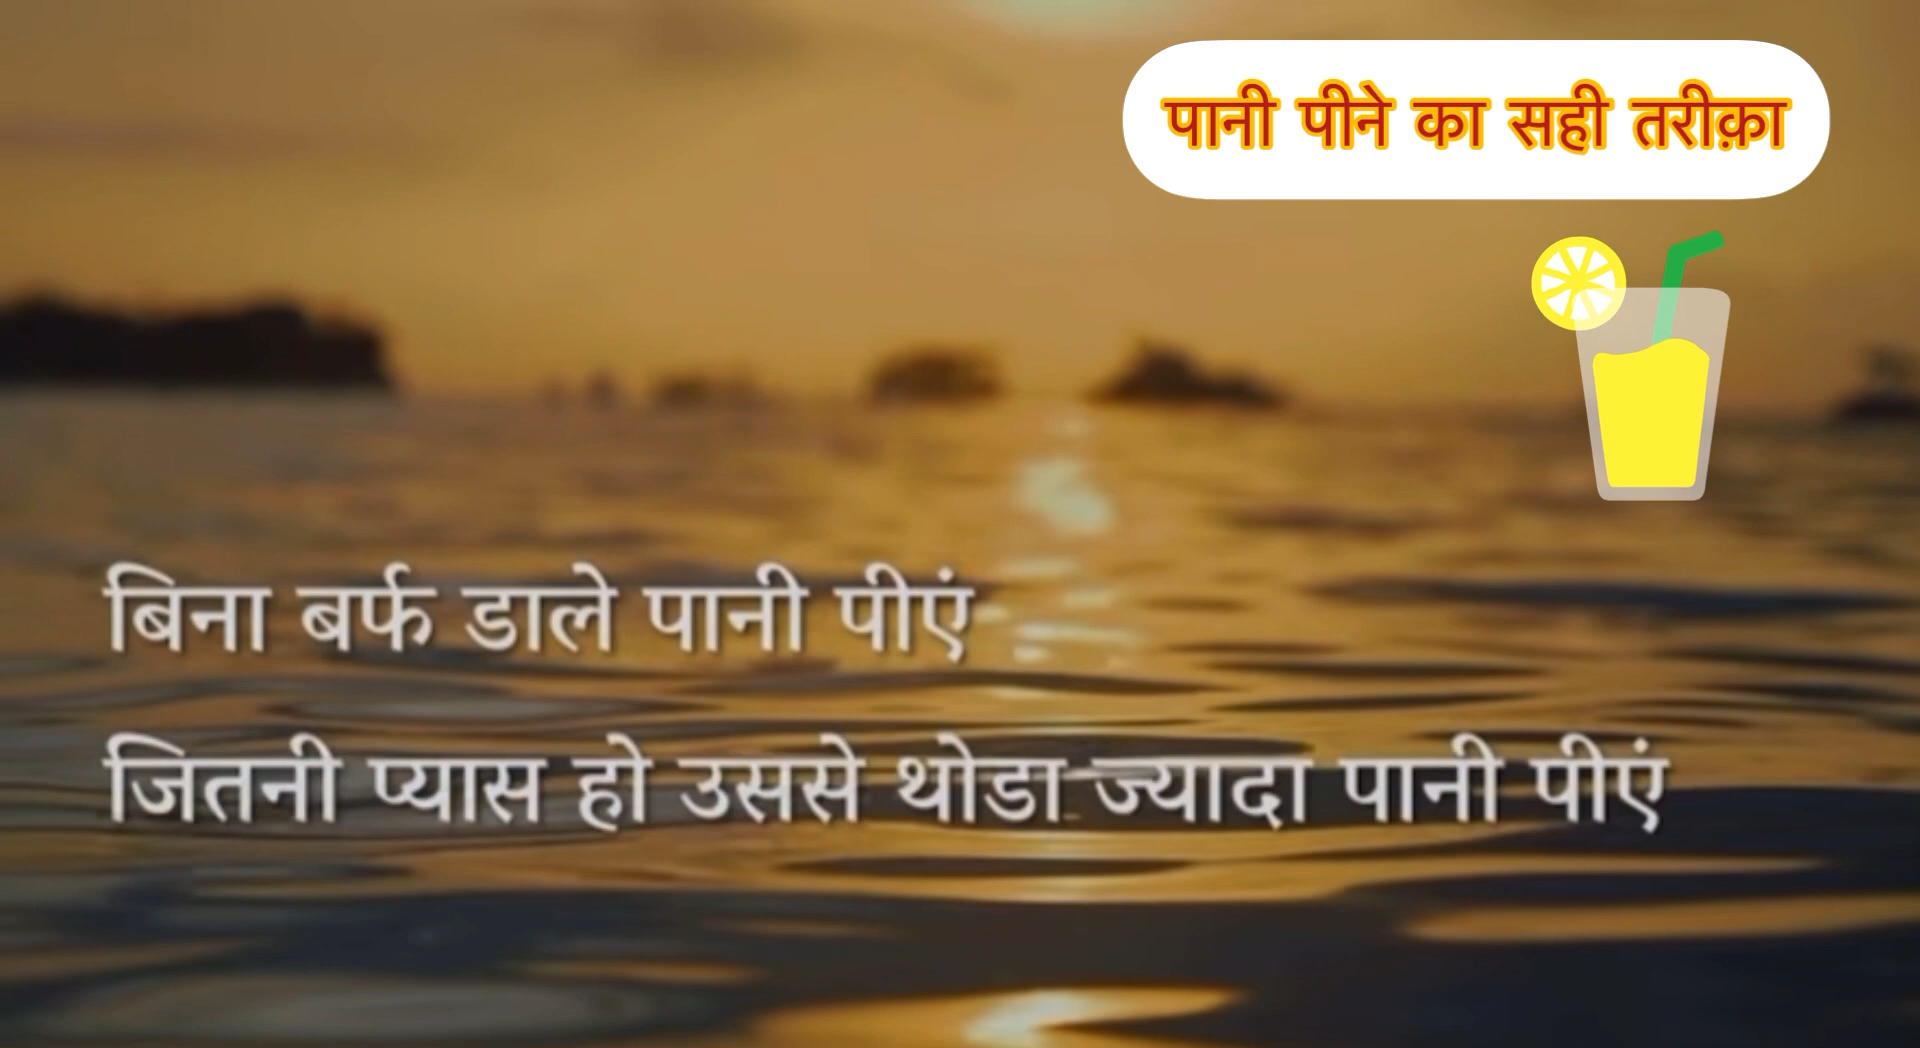 पानी पीने का सही तरीक़ा
बिना बर्फ डाले पानी पीएं
जितनी प्यास हो उससे थोडा ज्यादा पानी पीएं